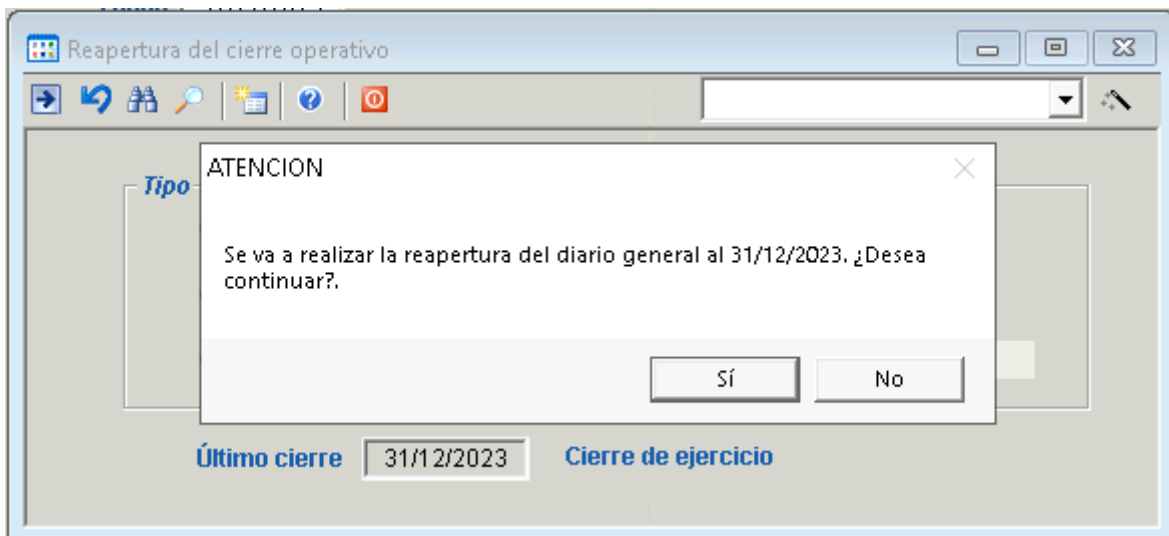 Reapertura del cierre operativo
ATENCION
Tipo
Se va a realizar la reapertura del diario general al 31/12/2023. ¿Desea
continuar?.
Sí No
Último cierre 31/12/2023 Cierre de ejercicio